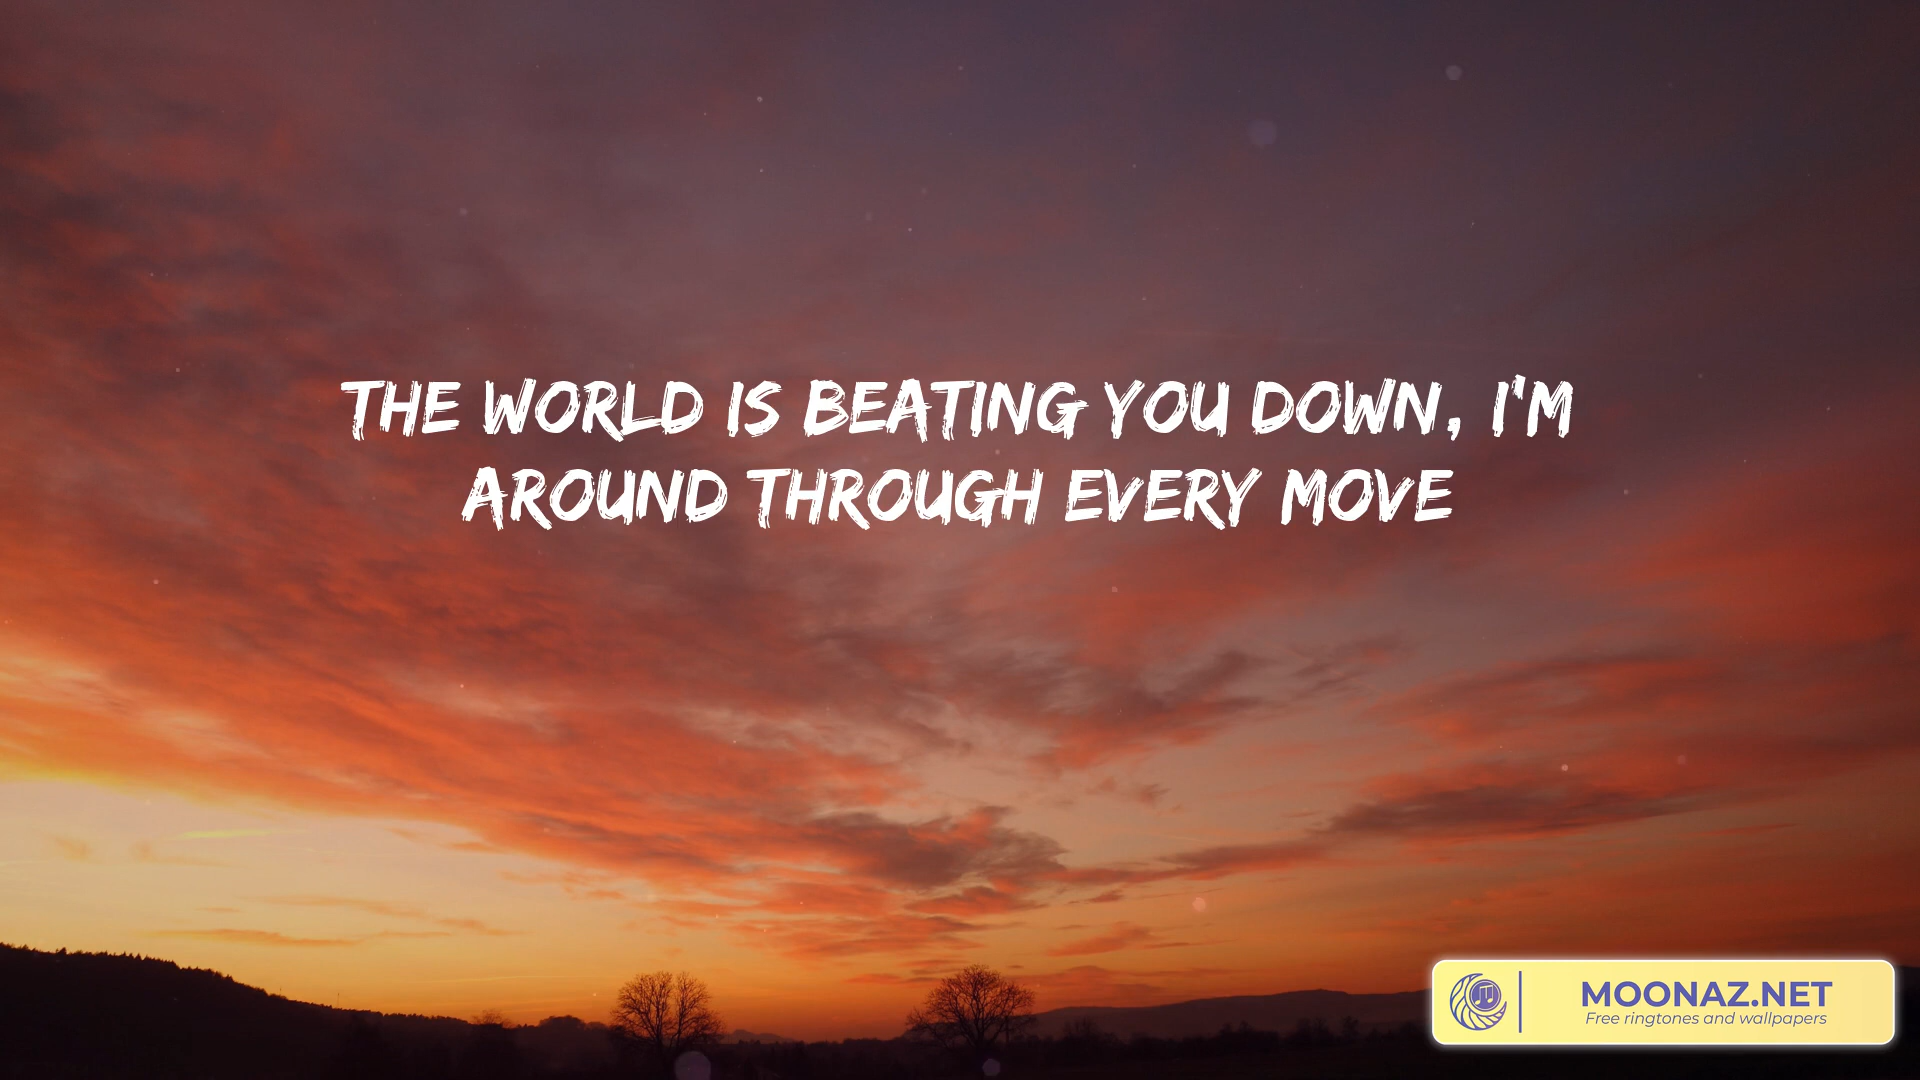 THE WORLD IS BEATING YOU DOWN, I'M
AROUND THROUGH EVERY MOVE
MOONAZ.NET
Free ringtones and wallpapers